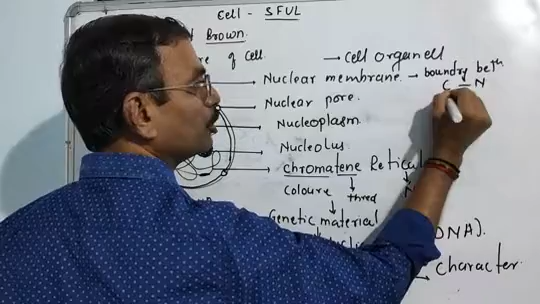 Cell - SFUL
Brown.
of Cell.
→ Cell organell
Nuclear membrane → boundry betn
C N
Nuclear pore.
Nucleoplasm
Nucleolus
chromatene Reticul
Coloure thred
Genetic material
DNA).
Character